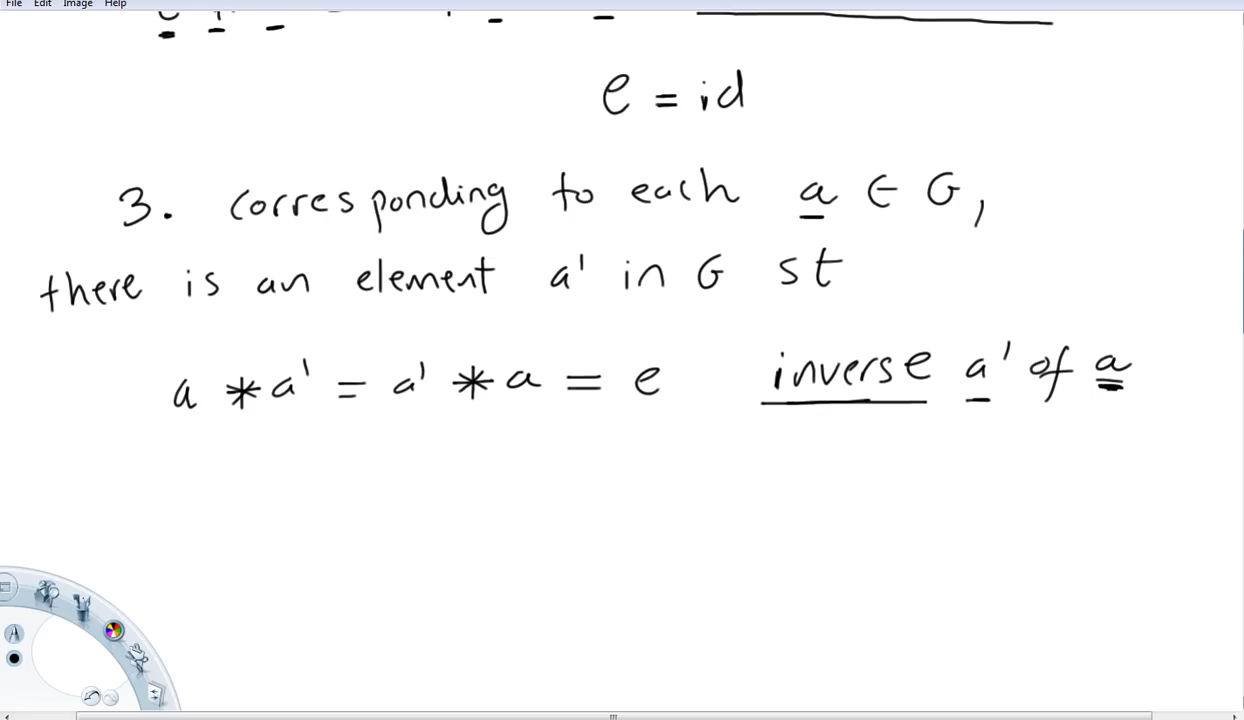 File Edit Image Help
e = id
3. corresponding to each a ∈ G,
there is an element a' in G st
a * a' = a' * a = e inverse a' of a